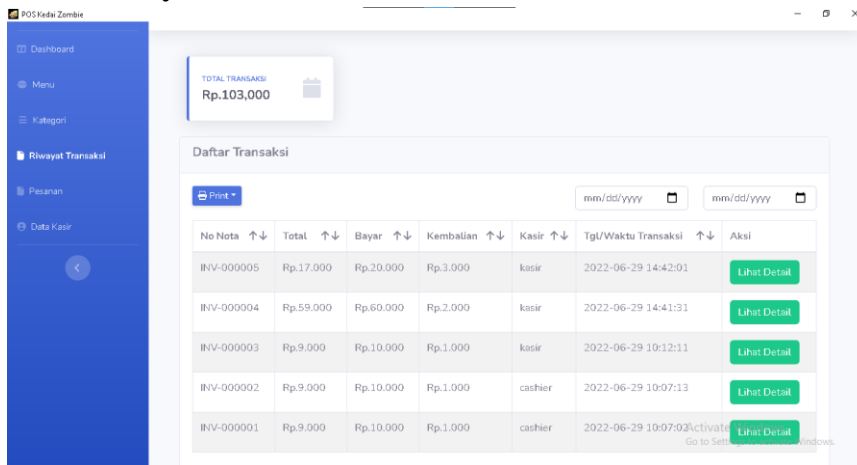 POS Kedai Zombie
Dashboard
Menu
Kategori
Riwayat Transaksi
Pesanan
Data Kasir
TOTAL TRANSAKSI
Rp.103,000
Daftar Transaksi
Print
mm/dd/yyyy mm/dd/yyyy
No Nota Total Bayar Kembalian Kasir Tgl/Waktu Transaksi Aksi
INV-000005 Rp.17.000 Rp.20.000 Rp.3.000 kasir 2022-06-29 14:42:01 Lihat Detail
INV-000004 Rp.59.000 Rp.60.000 Rp.2.000 kasir 2022-06-29 14:41:31 Lihat Detail
INV-000003 Rp.9.000 Rp.10.000 Rp.1.000 kasir 2022-06-29 10:12:11 Lihat Detail
INV-000002 Rp.9.000 Rp.10.000 Rp.1.000 cashier 2022-06-29 10:07:13 Lihat Detail
INV-000001 Rp.9.000 Rp.10.000 Rp.1.000 cashier 2022-06-29 10:07:02 Lihat Detail
Activate
Go to Windows.